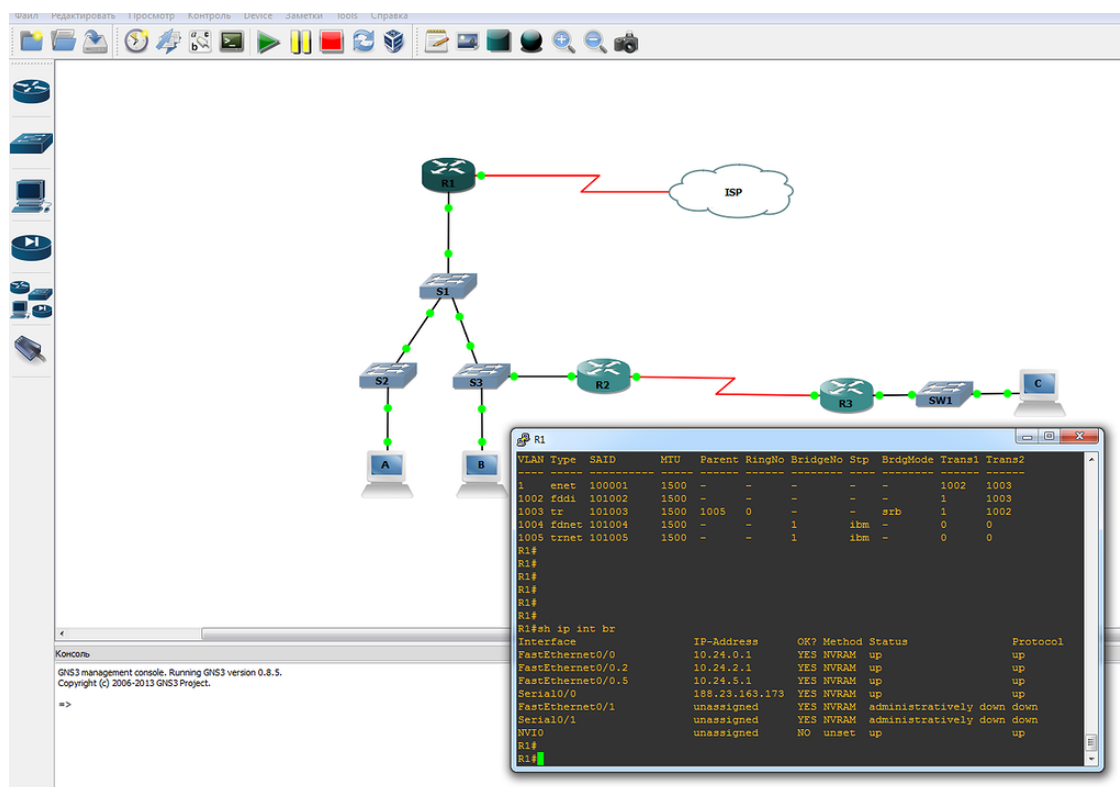 Файл Редактировать Просмотр Контроль Device Заметки Tools Справка
R1
ISP
S1
S2
S3
R2
R3
SW1
C
A
B
R1
VLAN Type SAID MTU Parent RingNo BridgeNo Stp BrdgMode Trans1 Trans2
---- ----- ---------- ----- ------ ------ -------- ---- -------- ------ ------
1 enet 100001 1500 - - - - - 1002 1003
1002 fddi 101002 1500 - - - - - 1 1003
1003 tr 101003 1500 1005 0 - - srb 1 1002
1004 fdnet 101004 1500 - - 1 ibm - 0 0
1005 trnet 101005 1500 - - 1 ibm - 0 0
R1#
R1#
R1#
R1#
R1#
R1#
R1#sh ip int br
Interface IP-Address OK? Method Status Protocol
FastEthernet0/0 10.24.0.1 YES NVRAM up up
FastEthernet0/0.2 10.24.2.1 YES NVRAM up up
FastEthernet0/0.5 10.24.5.1 YES NVRAM up up
Serial0/0 188.23.163.173 YES NVRAM up up
FastEthernet0/1 unassigned YES NVRAM administratively down down
Serial0/1 unassigned YES NVRAM administratively down down
NVI0 unassigned NO unset up up
R1#
R1#
Консоль
GNS3 management console. Running GNS3 version 0.8.5.
Copyright (c) 2006-2013 GNS3 Project.
=>